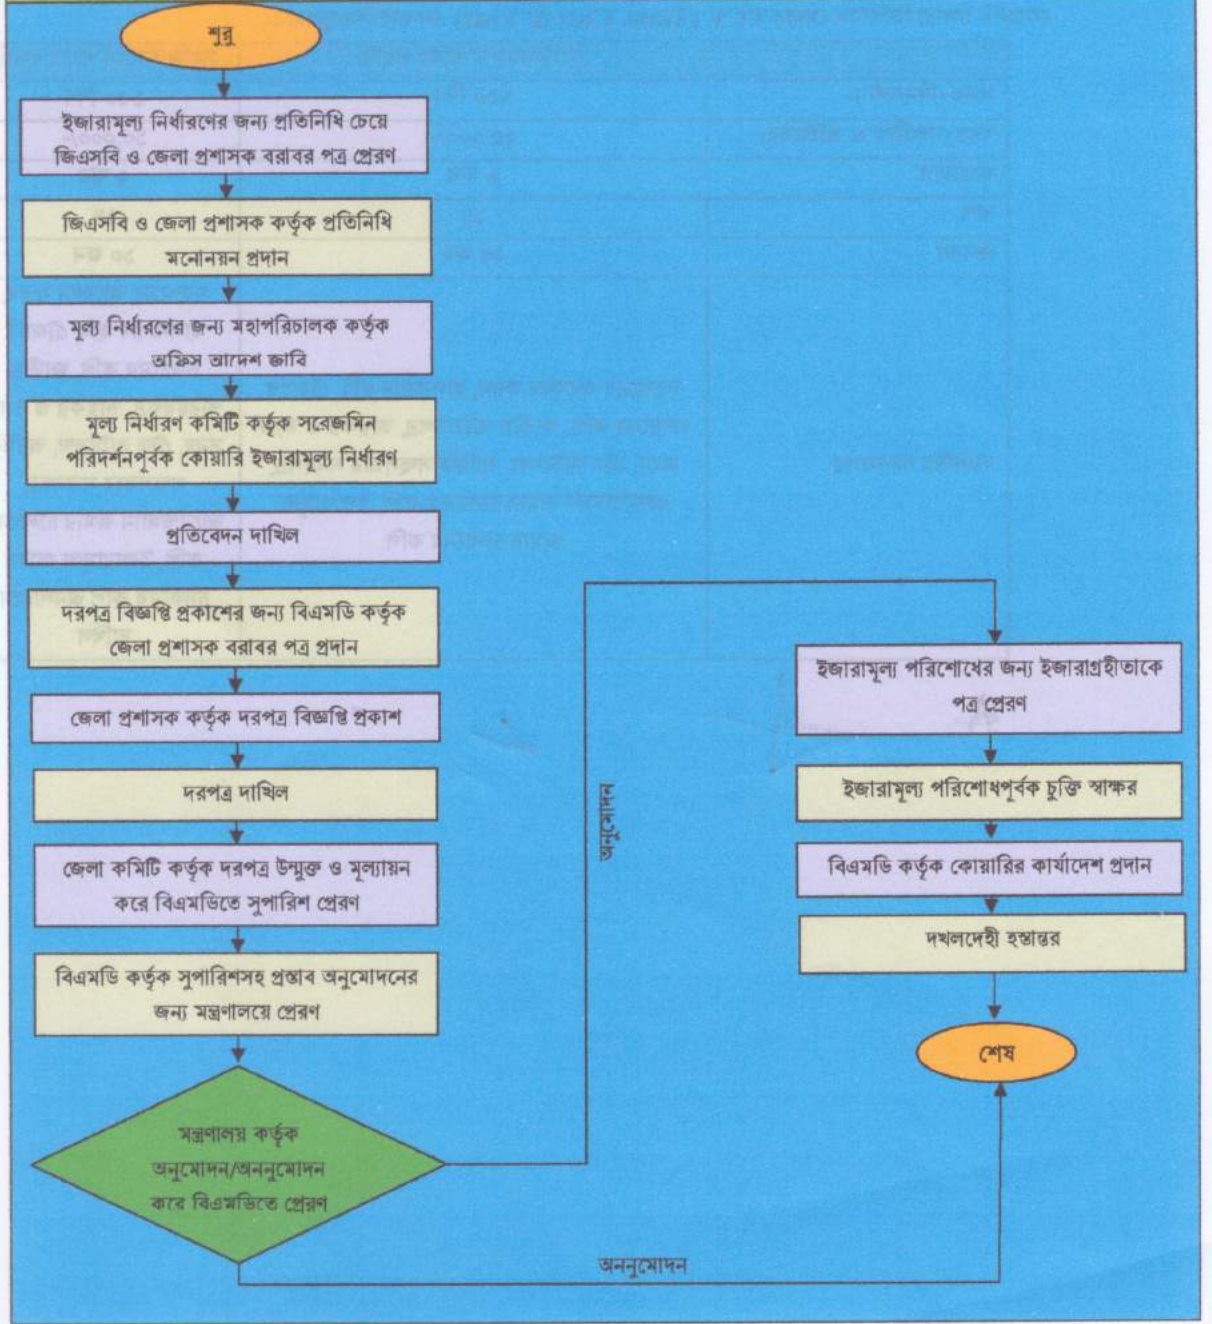 শুরু
ইজারামূল্য নির্ধারণের জন্য প্রতিনিধি চেয়ে
জিএসবি ও জেলা প্রশাসক বরাবর পত্র প্রেরণ
জিএসবি ও জেলা প্রশাসক কর্তৃক প্রতিনিধি
মনোনয়ন প্রদান
মূল্য নির্ধারণের জন্য মহাপরিচালক কর্তৃক
অফিস আদেশ জারি
মূল্য নির্ধারণ কমিটি কর্তৃক সরেজমিন
পরিদর্শনপূর্বক কোয়ারি ইজারামূল্য নির্ধারণ
প্রতিবেদন দাখিল
দরপত্র বিজ্ঞপ্তি প্রকাশের জন্য বিএমডি কর্তৃক
জেলা প্রশাসক বরাবর পত্র প্রদান
জেলা প্রশাসক কর্তৃক দরপত্র বিজ্ঞপ্তি প্রকাশ
দরপত্র দাখিল
জেলা কমিটি কর্তৃক দরপত্র উন্মুক্ত ও মূল্যায়ন
করে বিএমডিতে সুপারিশ প্রেরণ
বিএমডি কর্তৃক সুপারিশসহ প্রস্তাব অনুমোদনের
জন্য মন্ত্রণালয়ে প্রেরণ
মন্ত্রণালয় কর্তৃক
অনুমোদন/অননুমোদন
করে বিএমডিতে প্রেরণ
অনুমোদন
অননুমোদন
ইজারামূল্য পরিশোধের জন্য ইজারাগ্রহীতাকে
পত্র প্রেরণ
ইজারামূল্য পরিশোধপূর্বক চুক্তি স্বাক্ষর
বিএমডি কর্তৃক কোয়ারির কার্যাদেশ প্রদান
দখলদেহী হস্তান্তর
শেষ